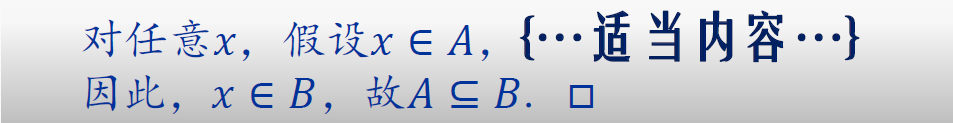 对任意x，假设x ∈ A，{…适当内容…}
因此，x ∈ B，故A ⊆ B. □